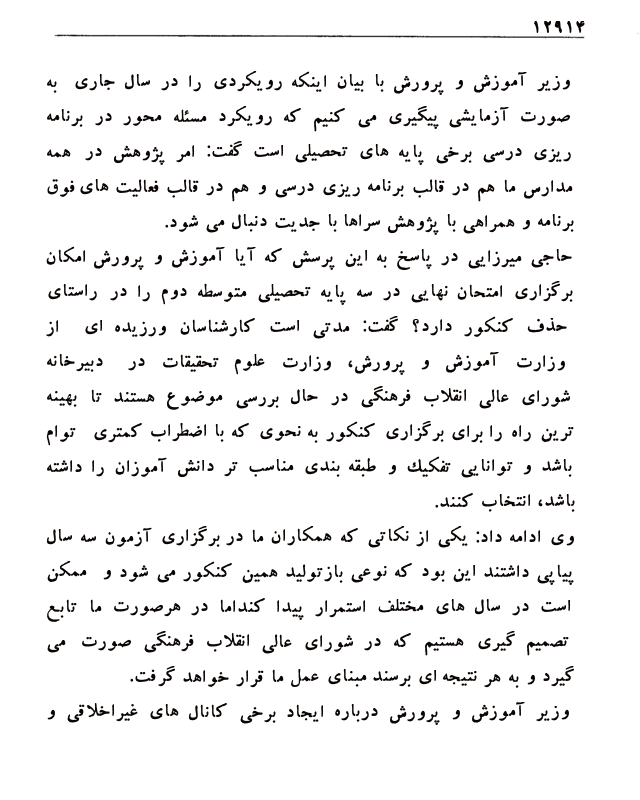 ۱۲۹۱۴
وزیر آموزش و پرورش با بیان اینکه رویکردی را در سال جاری به
صورت آزمایشی پیگیری می کنیم که رویکرد مسئله محور در برنامه
ریزی درسی برخی پایه های تحصیلی است گفت: امر پژوهش در همه
مدارس ما هم در قالب برنامه ریزی درسی و هم در قالب فعالیت های فوق
برنامه و همراهی با پژوهش سراها با جدیت دنبال می شود.
حاجی میرزایی در پاسخ به این پرسش که آیا آموزش و پرورش امکان
برگزاری امتحان نهایی در سه پایه تحصیلی متوسطه دوم را در راستای
حذف کنکور دارد؟ گفت: مدتی است کارشناسان ورزیده ای از
وزارت آموزش و پرورش، وزارت علوم تحقیقات در دبیرخانه
شورای عالی انقلاب فرهنگی در حال بررسی موضوع هستند تا بهینه
ترین راه را برای برگزاری کنکور به نحوی که با اضطراب کمتری توام
باشد و توانایی تفکیك و طبقه بندی مناسب تر دانش آموزان را داشته
باشد، انتخاب کنند.
وی ادامه داد: یکی از نکاتی که همکاران ما در برگزاری آزمون سه سال
پیاپی داشتند این بود که نوعی بازتولید همین کنکور می شود و ممکن
است در سال های مختلف استمرار پیدا کنداما در هرصورت ما تابع
تصمیم گیری هستیم که در شورای عالی انقلاب فرهنگی صورت می
گیرد و به هر نتیجه ای برسند مبنای عمل ما قرار خواهد گرفت.
وزیر آموزش و پرورش درباره ایجاد برخی کانال های غیراخلاقی و